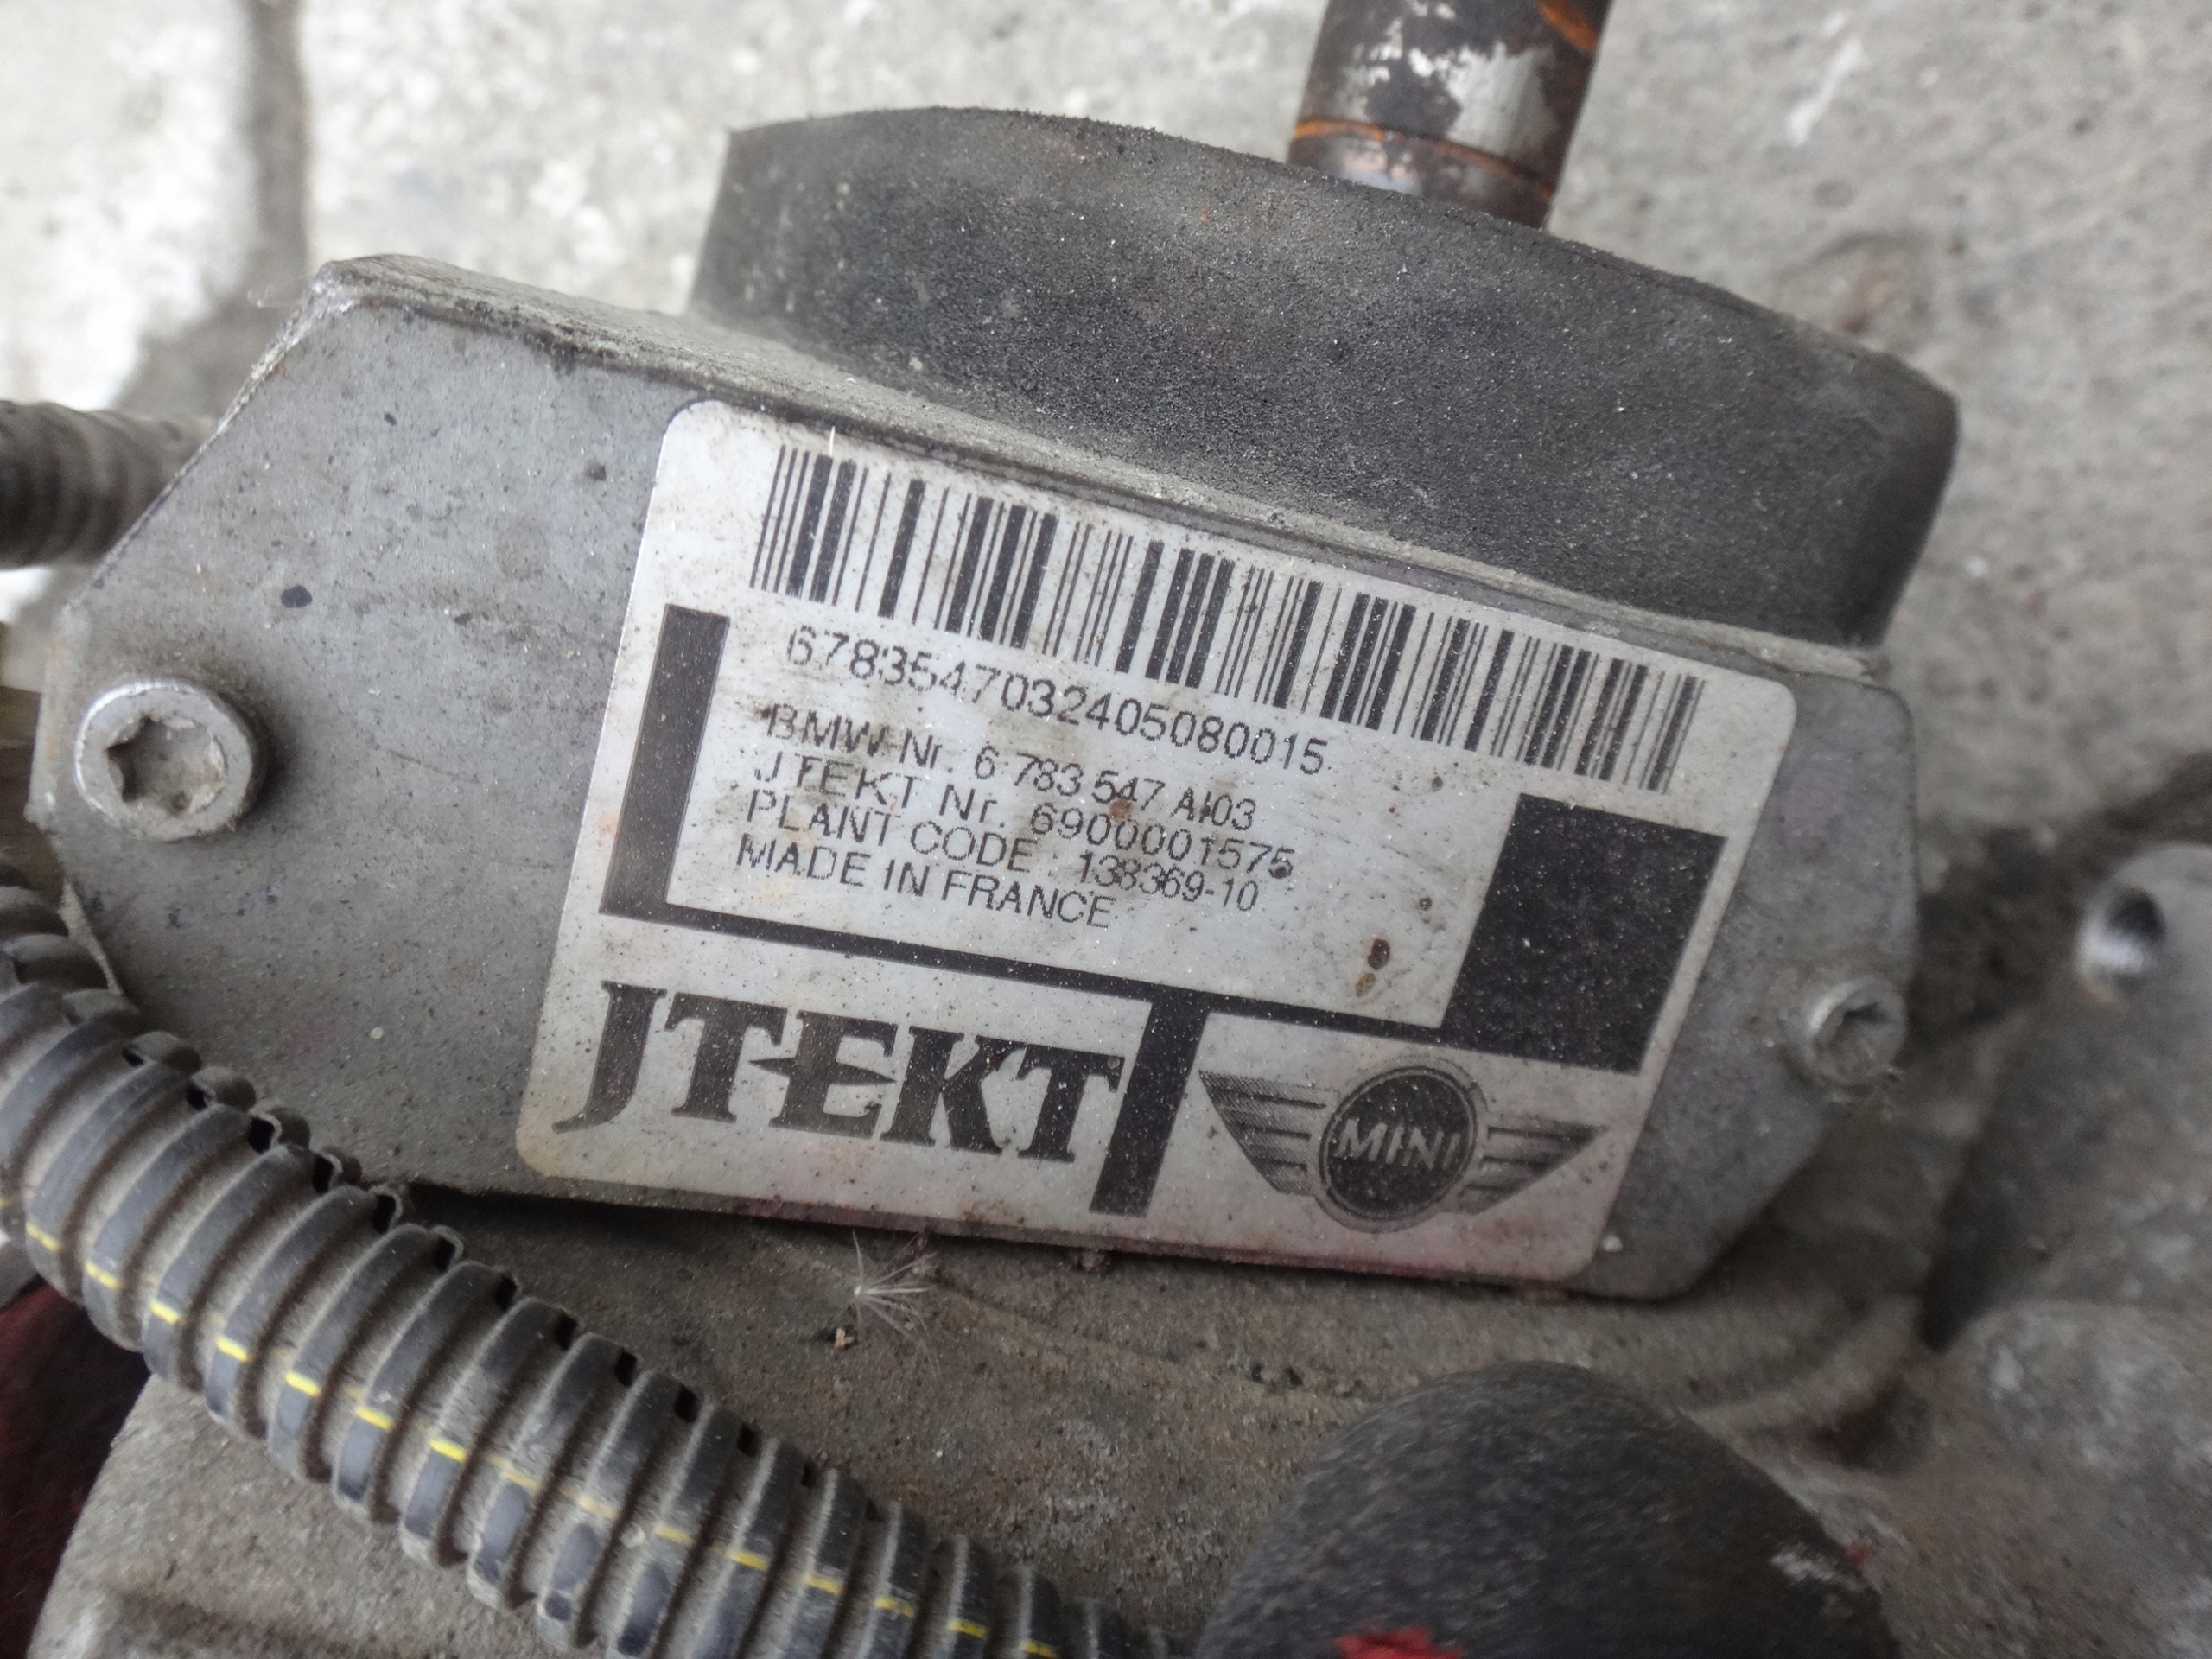 6783547032405080015
BMW-Nr. 6 783 547 AI03
JTEKT Nr. 6900001575
PLANT CODE : 138369-10
MADE IN FRANCE
JTEKT
MINI